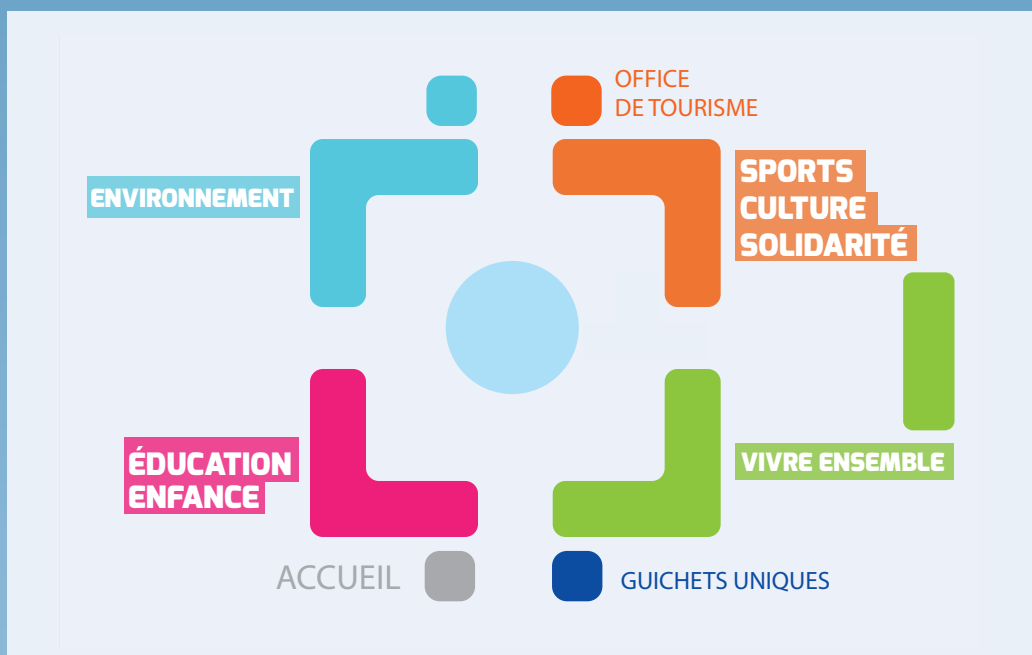 OFFICE
DE TOURISME
ENVIRONNEMENT
SPORTS
CULTURE
SOLIDARITÉ
ÉDUCATION
ENFANCE
VIVRE ENSEMBLE
ACCUEIL
GUICHETS UNIQUES